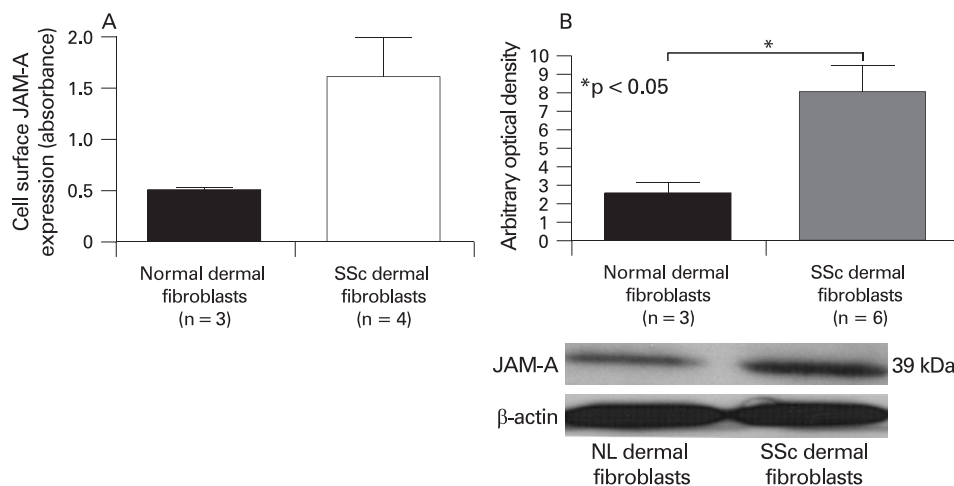 A
Cell surface JAM-A
expression (absorbance)
2.0
1.5
1.0
0.5
0
Normal dermal
fibroblasts
(n = 3)
SSc dermal
fibroblasts
(n = 4)
B
Arbitrary optical density
10
9
8
7
6
5
4
3
2
1
0
*
*p < 0.05
Normal dermal
fibroblasts
(n = 3)
SSc dermal
fibroblasts
(n = 6)
JAM-A
39 kDa
β-actin
NL dermal
fibroblasts
SSc dermal
fibroblasts